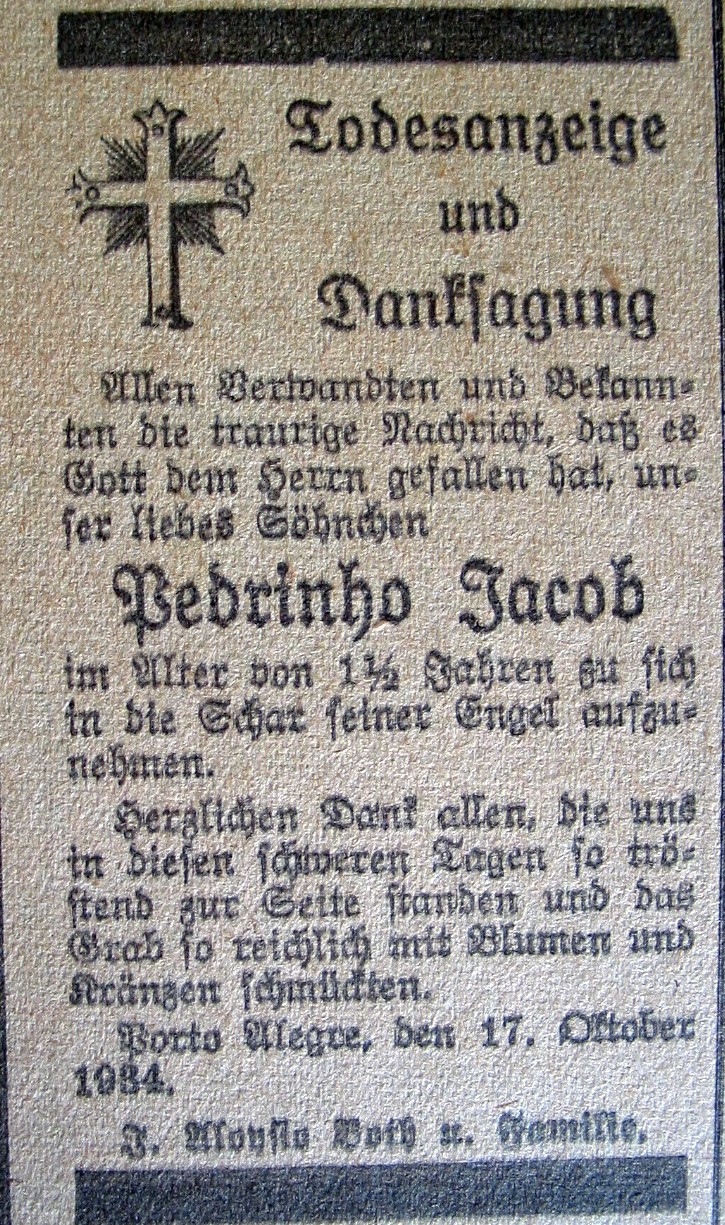 Todesanzeige
und
Danksagung
Allen Verwandten und Bekann-
ten die traurige Nachricht, daß es
Gott dem Herrn gefallen hat, un-
ser liebes Söhnchen
Pedrinho Jacob
im Alter von 1½ Jahren zu sich
in die Schar seiner Engel aufzu-
nehmen.
Herzlichen Dank allen, die uns
in diesen schweren Tagen so trö-
stend zur Seite standen und das
Grab so reichlich mit Blumen und
Kränzen schmückten.
Porto Alegre, den 17. Oktober
1934.
J. Aloysio Both u. Familie.